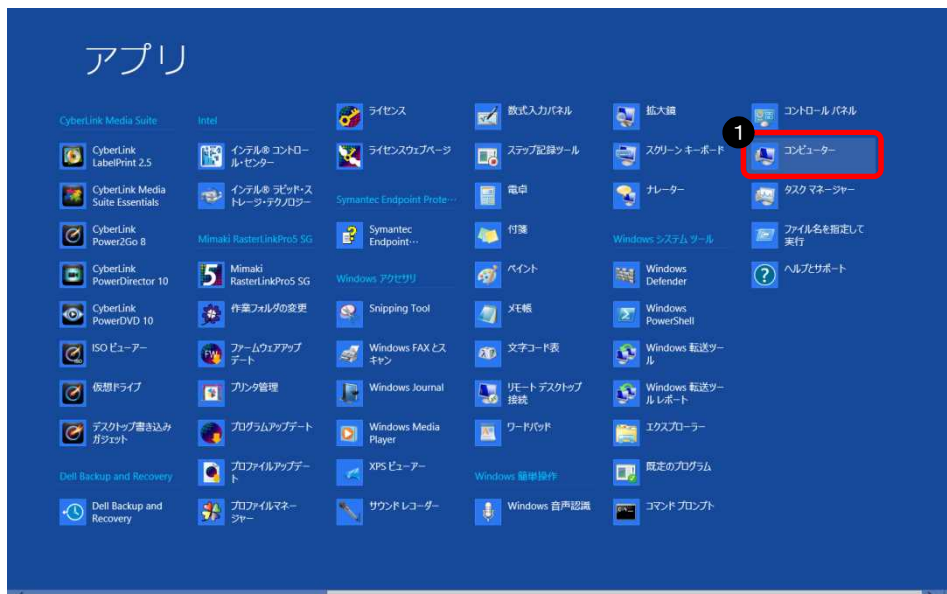 アプリ
CyberLink Media Suite
CyberLink
LabelPrint 2.5
CyberLink Media
Suite Essentials
CyberLink
Power2Go 8
CyberLink
PowerDirector 10
CyberLink
PowerDVD 10
ISO ビューアー
仮想ドライブ
デスクトップ書き込み
ガジェット
Dell Backup and Recovery
Dell Backup and
Recovery
Intel
インテル® コントロー
ル・センター
インテル® ラピッド・ス
トレージ・テクノロジー
Mimaki RasterLinkPro5 SG
Mimaki
RasterLinkPro5 SG
作業フォルダの変更
ファームウェアアップ
デート
プリンタ管理
プログラムアップデート
プロファイルアップデー
ト
プロファイルマネー
ジャー
ライセンス
ライセンスウェブページ
Symantec Endpoint Prote…
Symantec
Endpoint…
Windows アクセサリ
Snipping Tool
Windows FAX とス
キャン
Windows Journal
Windows Media
Player
XPS ビューアー
サウンド レコーダー
数式入力パネル
ステップ記録ツール
電卓
付箋
ペイント
メモ帳
文字コード表
リモート デスクトップ
接続
ワードパッド
Windows 簡単操作
Windows 音声認識
拡大鏡
スクリーン キーボード
ナレーター
Windows システム ツール
Windows
Defender
Windows
PowerShell
Windows 転送ツー
ル
Windows 転送ツー
ル レポート
エクスプローラー
既定のプログラム
コマンド プロンプト
コントロール パネル
1
コンピューター
タスク マネージャー
ファイル名を指定して
実行
ヘルプとサポート